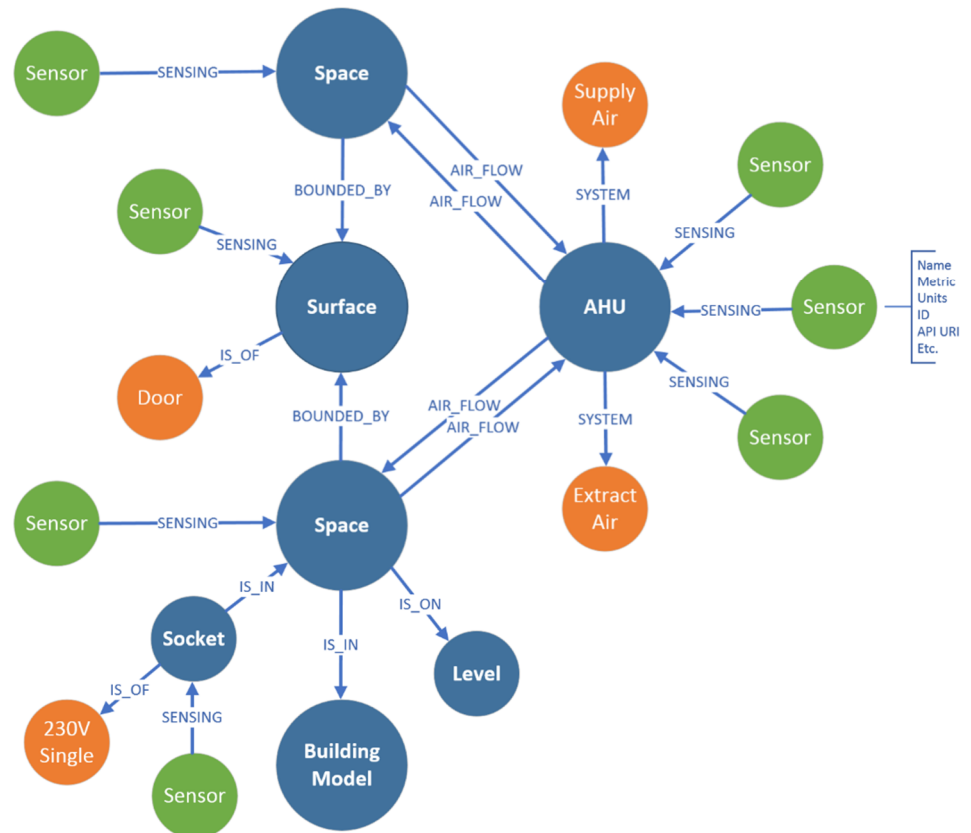 Sensor
SENSING
Space
Supply
Air
Sensor
AIR_FLOW
BOUNDED_BY
AIR_FLOW
SYSTEM
Sensor
SENSING
SENSING
Name
Metric
Units
ID
API URI
Etc.
Surface
AHU
SENSING
Sensor
IS_OF
Door
SENSING
BOUNDED_BY
AIR_FLOW
AIR_FLOW
SYSTEM
Sensor
Extract
Air
Sensor
SENSING
Space
IS_IN
IS_ON
Socket
IS_IN
Level
IS_OF
SENSING
230V
Single
Building
Model
Sensor